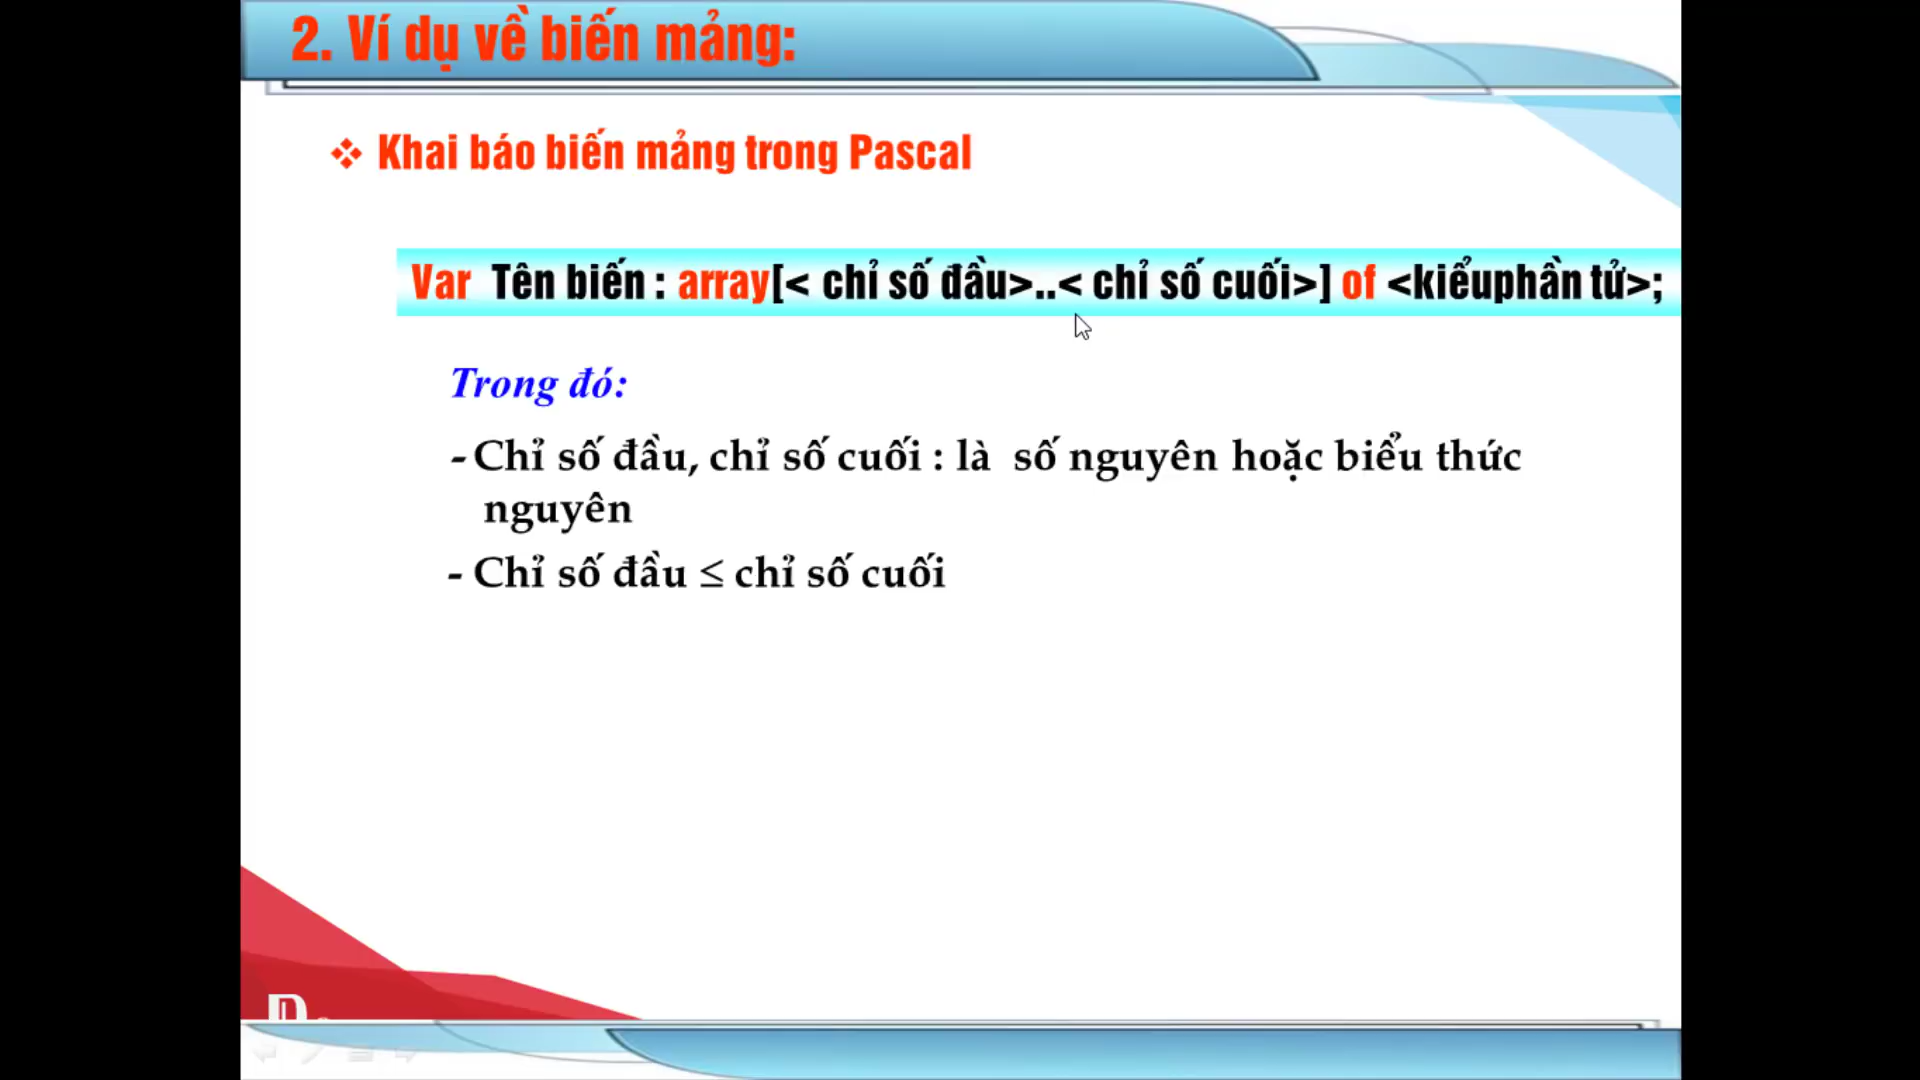 2. Ví dụ về biến mảng:
❖ Khai báo biến mảng trong Pascal
Var Tên biến : array[< chỉ số đầu>..< chỉ số cuối>] of <kiểuphần tử>;
Trong đó:
- Chỉ số đầu, chỉ số cuối : là số nguyên hoặc biểu thức
nguyên
- Chỉ số đầu ≤ chỉ số cuối